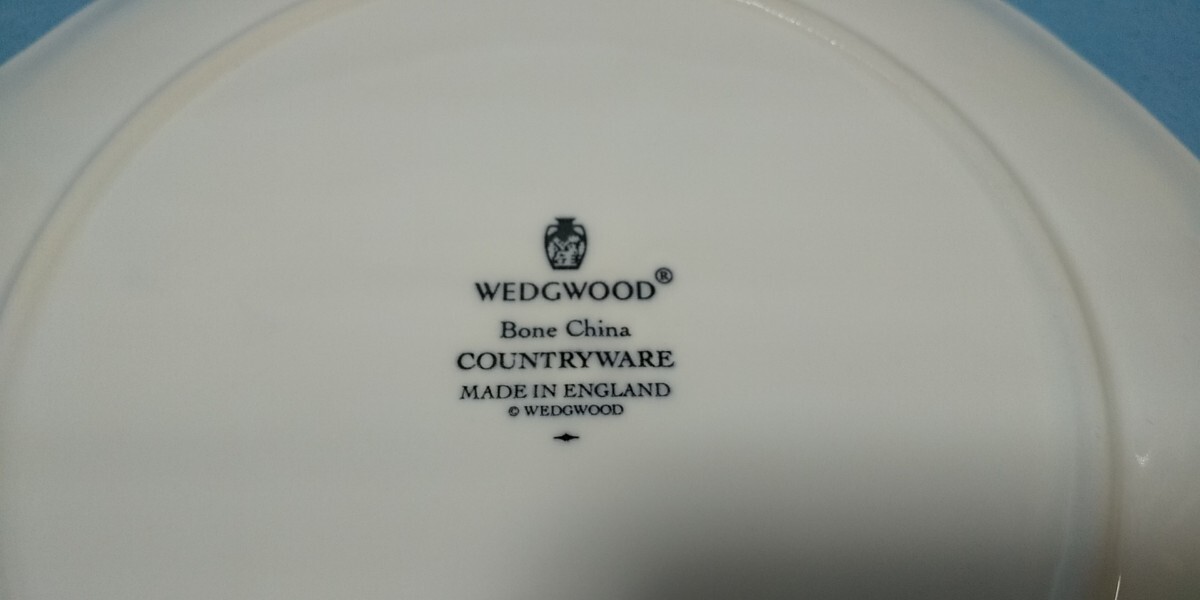 WEDGWOOD®
Bone China
COUNTRYWARE
MADE IN ENGLAND
© WEDGWOOD